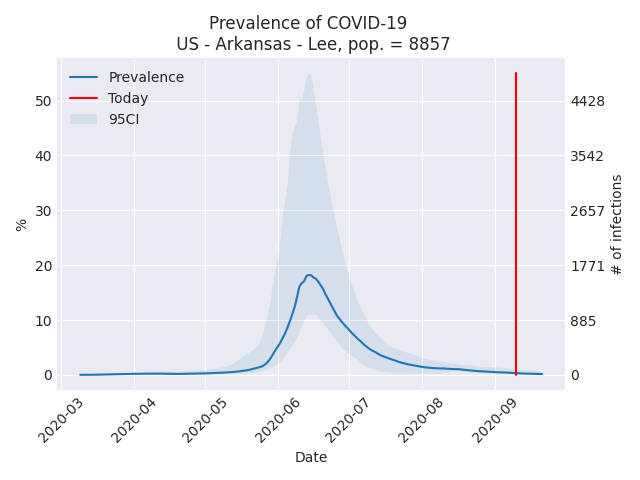 Prevalence of COVID-19
US - Arkansas - Lee, pop. = 8857
Prevalence
Today
95CI
50
40
30
20
10
0
%
4428
3542
2657
1771
885
0
# of infections
2020-03
2020-04
2020-05
2020-06
2020-07
2020-08
2020-09
Date